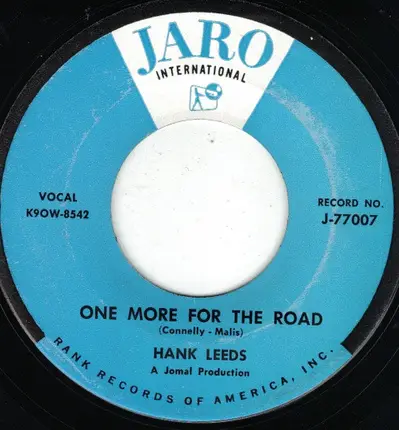 JARO
INTERNATIONAL
VOCAL
K9OW-8542
RECORD NO.
J-77007
ONE MORE FOR THE ROAD
(Connelly - Malis)
HANK LEEDS
A Jomal Production
RANK RECORDS OF AMERICA, INC.